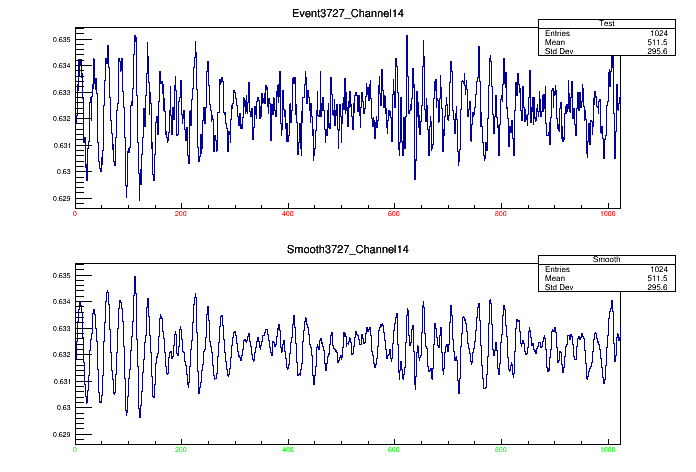 Event3727_Channel14
Test
Entries 1024
Mean 511.5
Std Dev 295.6
0.635
0.634
0.633
0.632
0.631
0.63
0.629
0 200 400 600 800 1000
Smooth3727_Channel14
Smooth
Entries 1024
Mean 511.5
Std Dev 295.6
0.635
0.634
0.633
0.632
0.631
0.63
0.629
0 200 400 600 800 1000